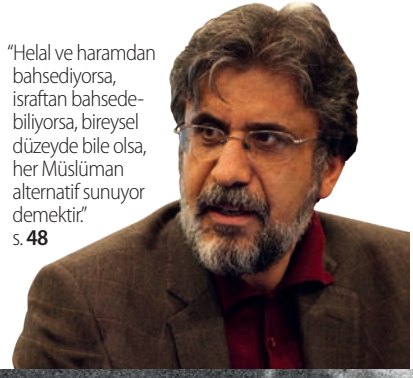 “Helal ve haramdan
bahsediyorsa,
israftan bahsede-
biliyorsa, bireysel
düzeyde bile olsa,
her Müslüman
alternatif sunuyor
demektir.”
s. 48